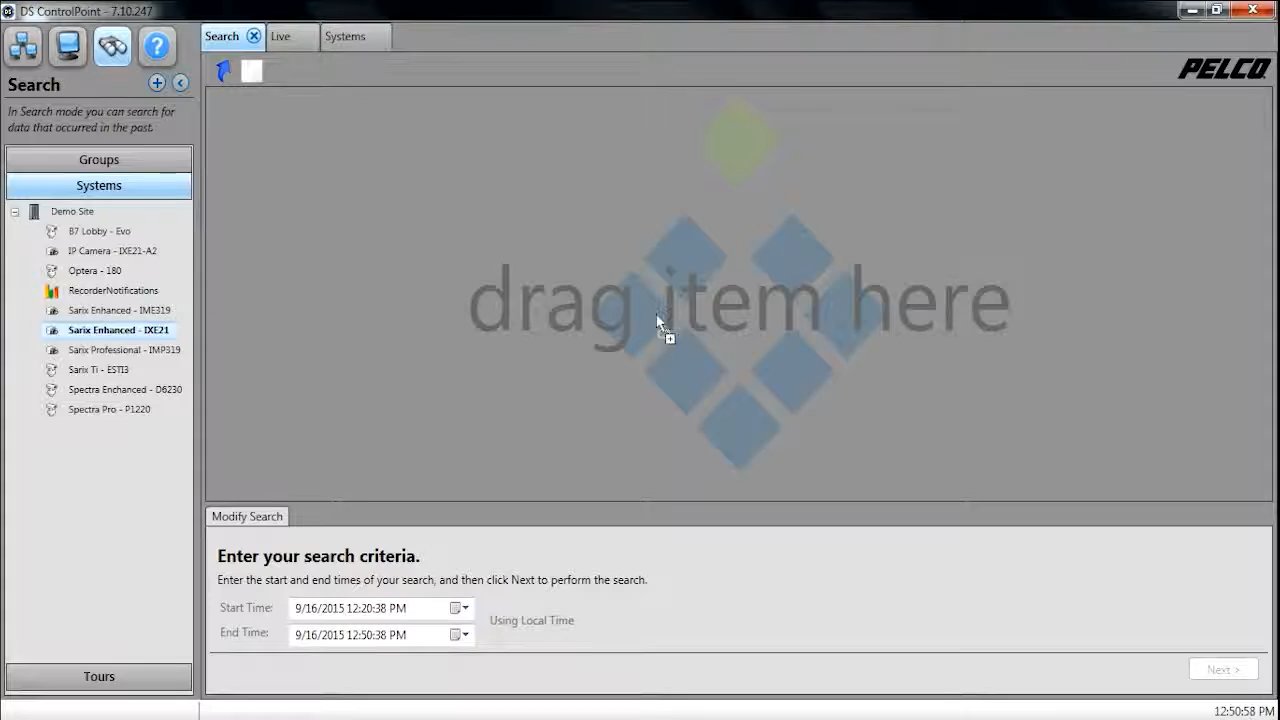 DS ControlPoint - 7.10.247
Search
Live
Systems
PELCO
Search
In Search mode you can search for
data that occurred in the past.
Groups
Systems
Demo Site
B7 Lobby - Evo
IP Camera - IXE21-A2
Optera - 180
RecorderNotifications
Sarix Enhanced - IME319
Sarix Enhanced - IXE21
Sarix Professional - IMP319
Sarix Ti - ESTI3
Spectra Enchanced - D6230
Spectra Pro - P1220
Tours
drag item here
Modify Search
Enter your search criteria.
Enter the start and end times of your search, and then click Next to perform the search.
Start Time: 9/16/2015 12:20:38 PM
Using Local Time
End Time: 9/16/2015 12:50:38 PM
Next >
12:50:58 PM